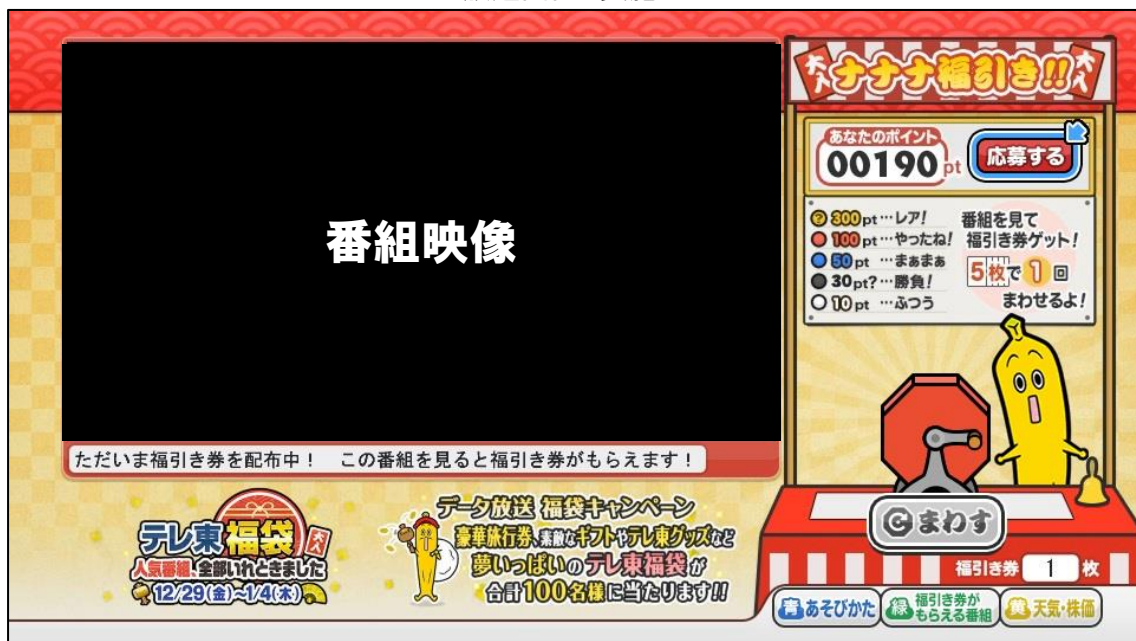 番組映像
ただいま福引き券を配布中！　この番組を見ると福引き券がもらえます！
テレ東福袋
大入
人気番組、全部いれときました
12/29(金)~1/4(木)
データ放送 福袋キャンペーン
豪華旅行券、素敵なギフトやテレ東グッズなど
夢いっぱいのテレ東福袋が
合計100名様に当たります!!
大入 ナナナ福引き!! 大入
あなたのポイント
00190pt
応募する
? 300pt…レア!
100pt…やったね!
50pt…まぁまぁ
30pt?…勝負!
10pt…ふつう
番組を見て
福引き券ゲット!
5枚で1回
まわせるよ!
まわす
福引き券 1 枚
青 あそびかた
緑 福引き券が
もらえる番組
黄 天気・株価